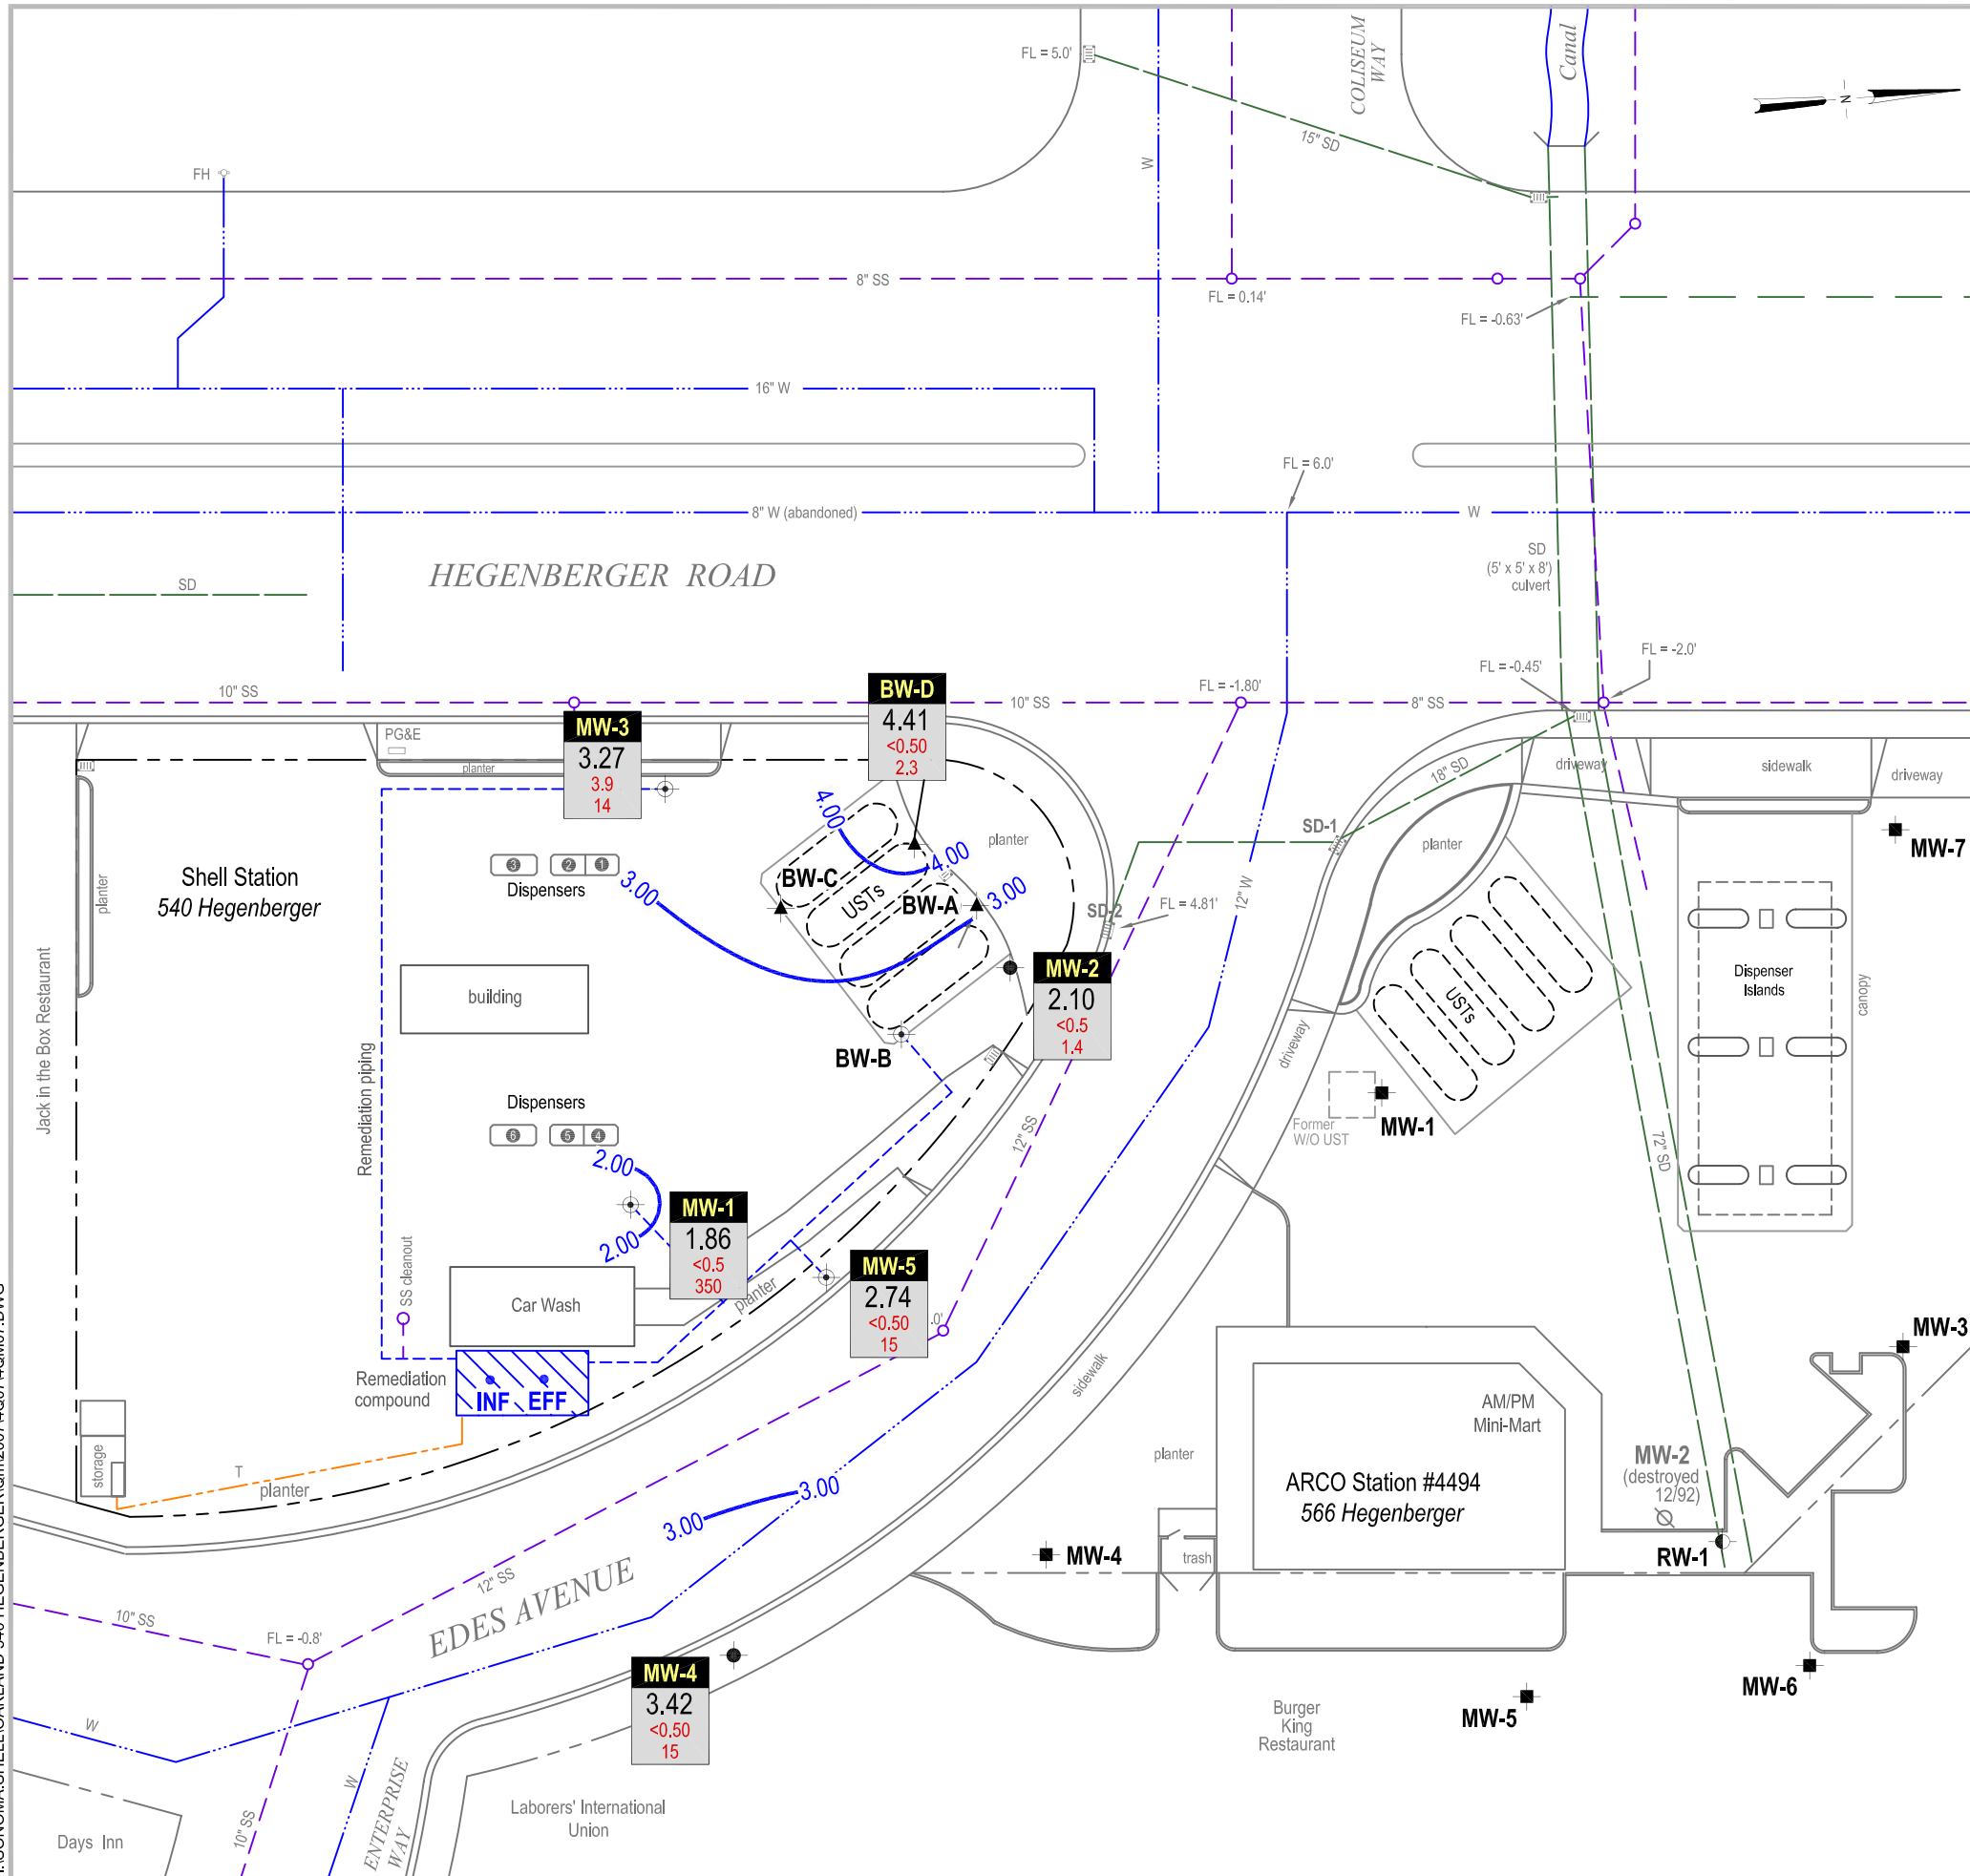 FL = 5.0'
COLISEUM
WAY
Canal
N
15" SD
W
FH
8" SS
FL = 0.14'
FL = -0.63'
16" W
FL = 6.0'
8" W (abandoned)
W
SD
(5' x 5' x 8')
culvert
HEGENBERGER ROAD
SD
FL = -0.45'
FL = -2.0'
10" SS
10" SS
FL = -1.80'
8" SS
BW-D
4.41
<0.50
2.3
MW-3
3.27
3.9
14
PG&E
planter
planter
Shell Station
540 Hegenberger
3
2
1
Dispensers
3.00
4.00
4.00
3.00
BW-C
USTs
BW-A
planter
SD-2
FL = 4.81'
SD-1
18" SD
driveway
sidewalk
driveway
planter
MW-7
12" W
MW-2
2.10
<0.5
1.4
building
BW-B
Jack in the Box Restaurant
Remediation piping
USTs
Dispenser
Islands
canopy
driveway
Former
W/O UST
MW-1
72" SD
12" SS
Dispensers
6
5
4
2.00
2.00
MW-1
1.86
<0.5
350
MW-5
2.74
<0.50
15
.0'
SS cleanout
Car Wash
planter
Remediation
compound
INF
EFF
storage
T
planter
sidewalk
MW-3
AM/PM
Mini-Mart
planter
ARCO Station #4494
566 Hegenberger
MW-2
(destroyed
12/92)
RW-1
3.00
3.00
MW-4
trash
12" SS
EDES AVENUE
10" SS
FL = -0.8'
MW-4
3.42
<0.50
15
MW-6
MW-5
Burger
King
Restaurant
W
W
10" SS
ENTERPRISE
WAY
Laborers' International
Union
Days Inn